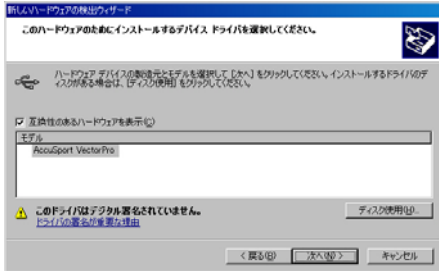 新しいハードウェアの検出ウィザード
このハードウェアのためにインストールするデバイス ドライバを選択してください。
ハードウェア デバイスの製造元とモデルを選択して [次へ] をクリックしてください。インストールするドライバのデ
ィスクがある場合は、[ディスク使用] をクリックしてください。
互換性のあるハードウェアを表示(C)
モデル
AccuSport VectorPro
このドライバはデジタル署名されていません。
ドライバの署名が重要な理由
ディスク使用(H)...
< 戻る(B)
次へ(N) >
キャンセル